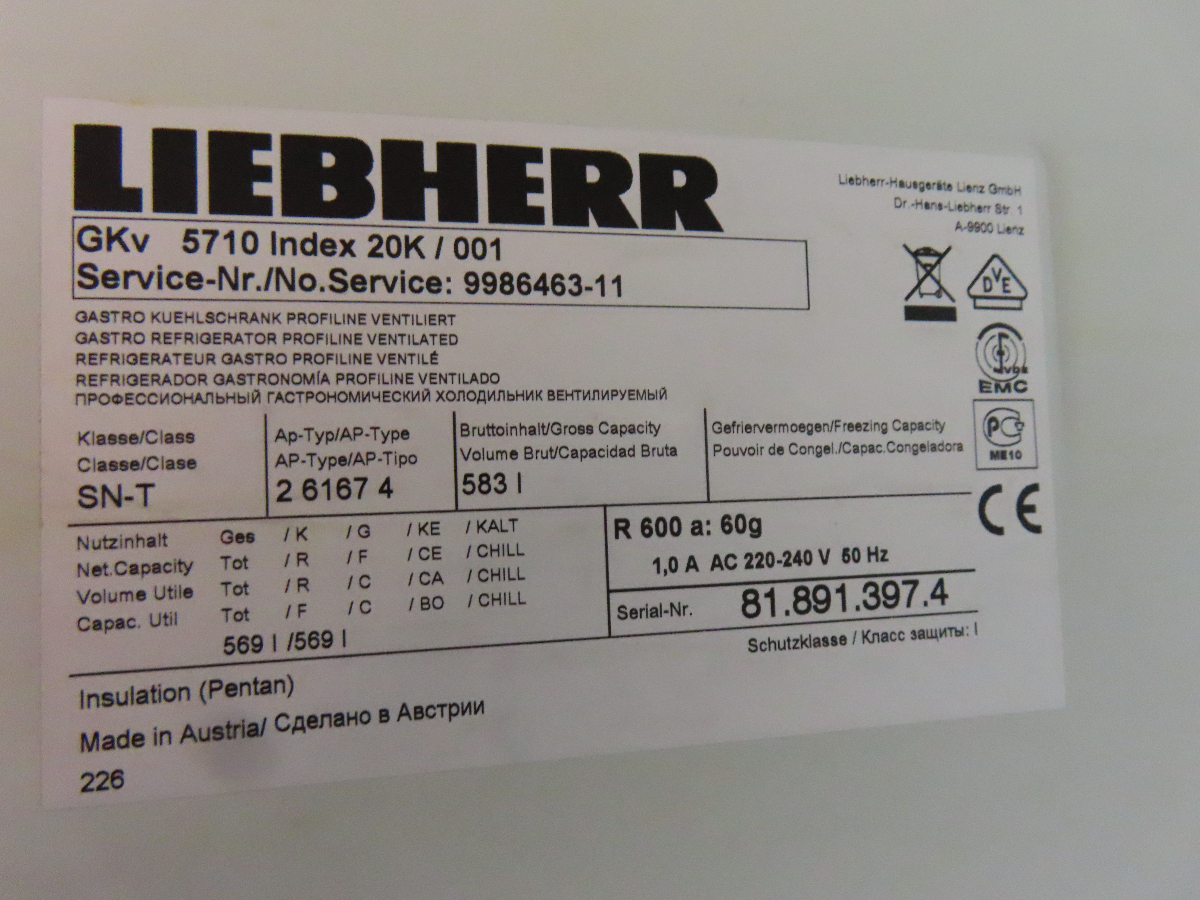 LIEBHERR
Liebherr-Hausgeräte Lienz GmbH
Dr.-Hans-Liebherr Str. 1
A-9900 Lienz
GKv 5710 Index 20K / 001
Service-Nr./No.Service: 9986463-11
DVE
GASTRO KUEHLSCHRANK PROFILINE VENTILIERT
GASTRO REFRIGERATOR PROFILINE VENTILATED
REFRIGERATEUR GASTRO PROFILINE VENTILÉ
REFRIGERADOR GASTRONOMÍA PROFILINE VENTILADO
ПРОФЕССИОНАЛЬНЫЙ ГАСТРОНОМИЧЕСКИЙ ХОЛОДИЛЬНИК ВЕНТИЛИРУЕМЫЙ
VDE
EMC
Klasse/Class
Classe/Clase
SN-T
Ap-Typ/AP-Type
AP-Type/AP-Tipo
2 6167 4
Bruttoinhalt/Gross Capacity
Volume Brut/Capacidad Bruta
583 l
Gefriervermoegen/Freezing Capacity
Pouvoir de Congel./Capac.Congeladora
РС
ME10
CE
Nutzinhalt Ges / K / G / KE / KALT
Net.Capacity Tot / R / F / CE / CHILL
Volume Utile Tot / R / C / CA / CHILL
Capac. Util Tot / F / C / BO / CHILL
569 l /569 l
R 600 a: 60g
1,0 A AC 220-240 V 50 Hz
Serial-Nr. 81.891.397.4
Schutzklasse / Класс защиты: I
Insulation (Pentan)
Made in Austria/ Сделано в Австрии
226